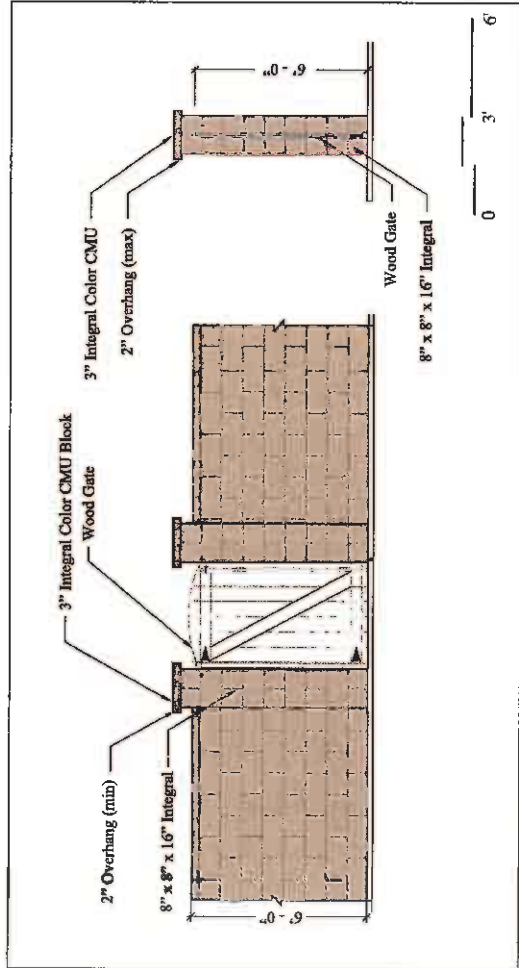 3" Integral Color CMU Block
Wood Gate
2" Overhang (min)
8" x 8" x 16" Integral
6' - 0"
3" Integral Color CMU
2" Overhang (max)
6' - 0"
Wood Gate
8" x 8" x 16" Integral
0
3'
6'